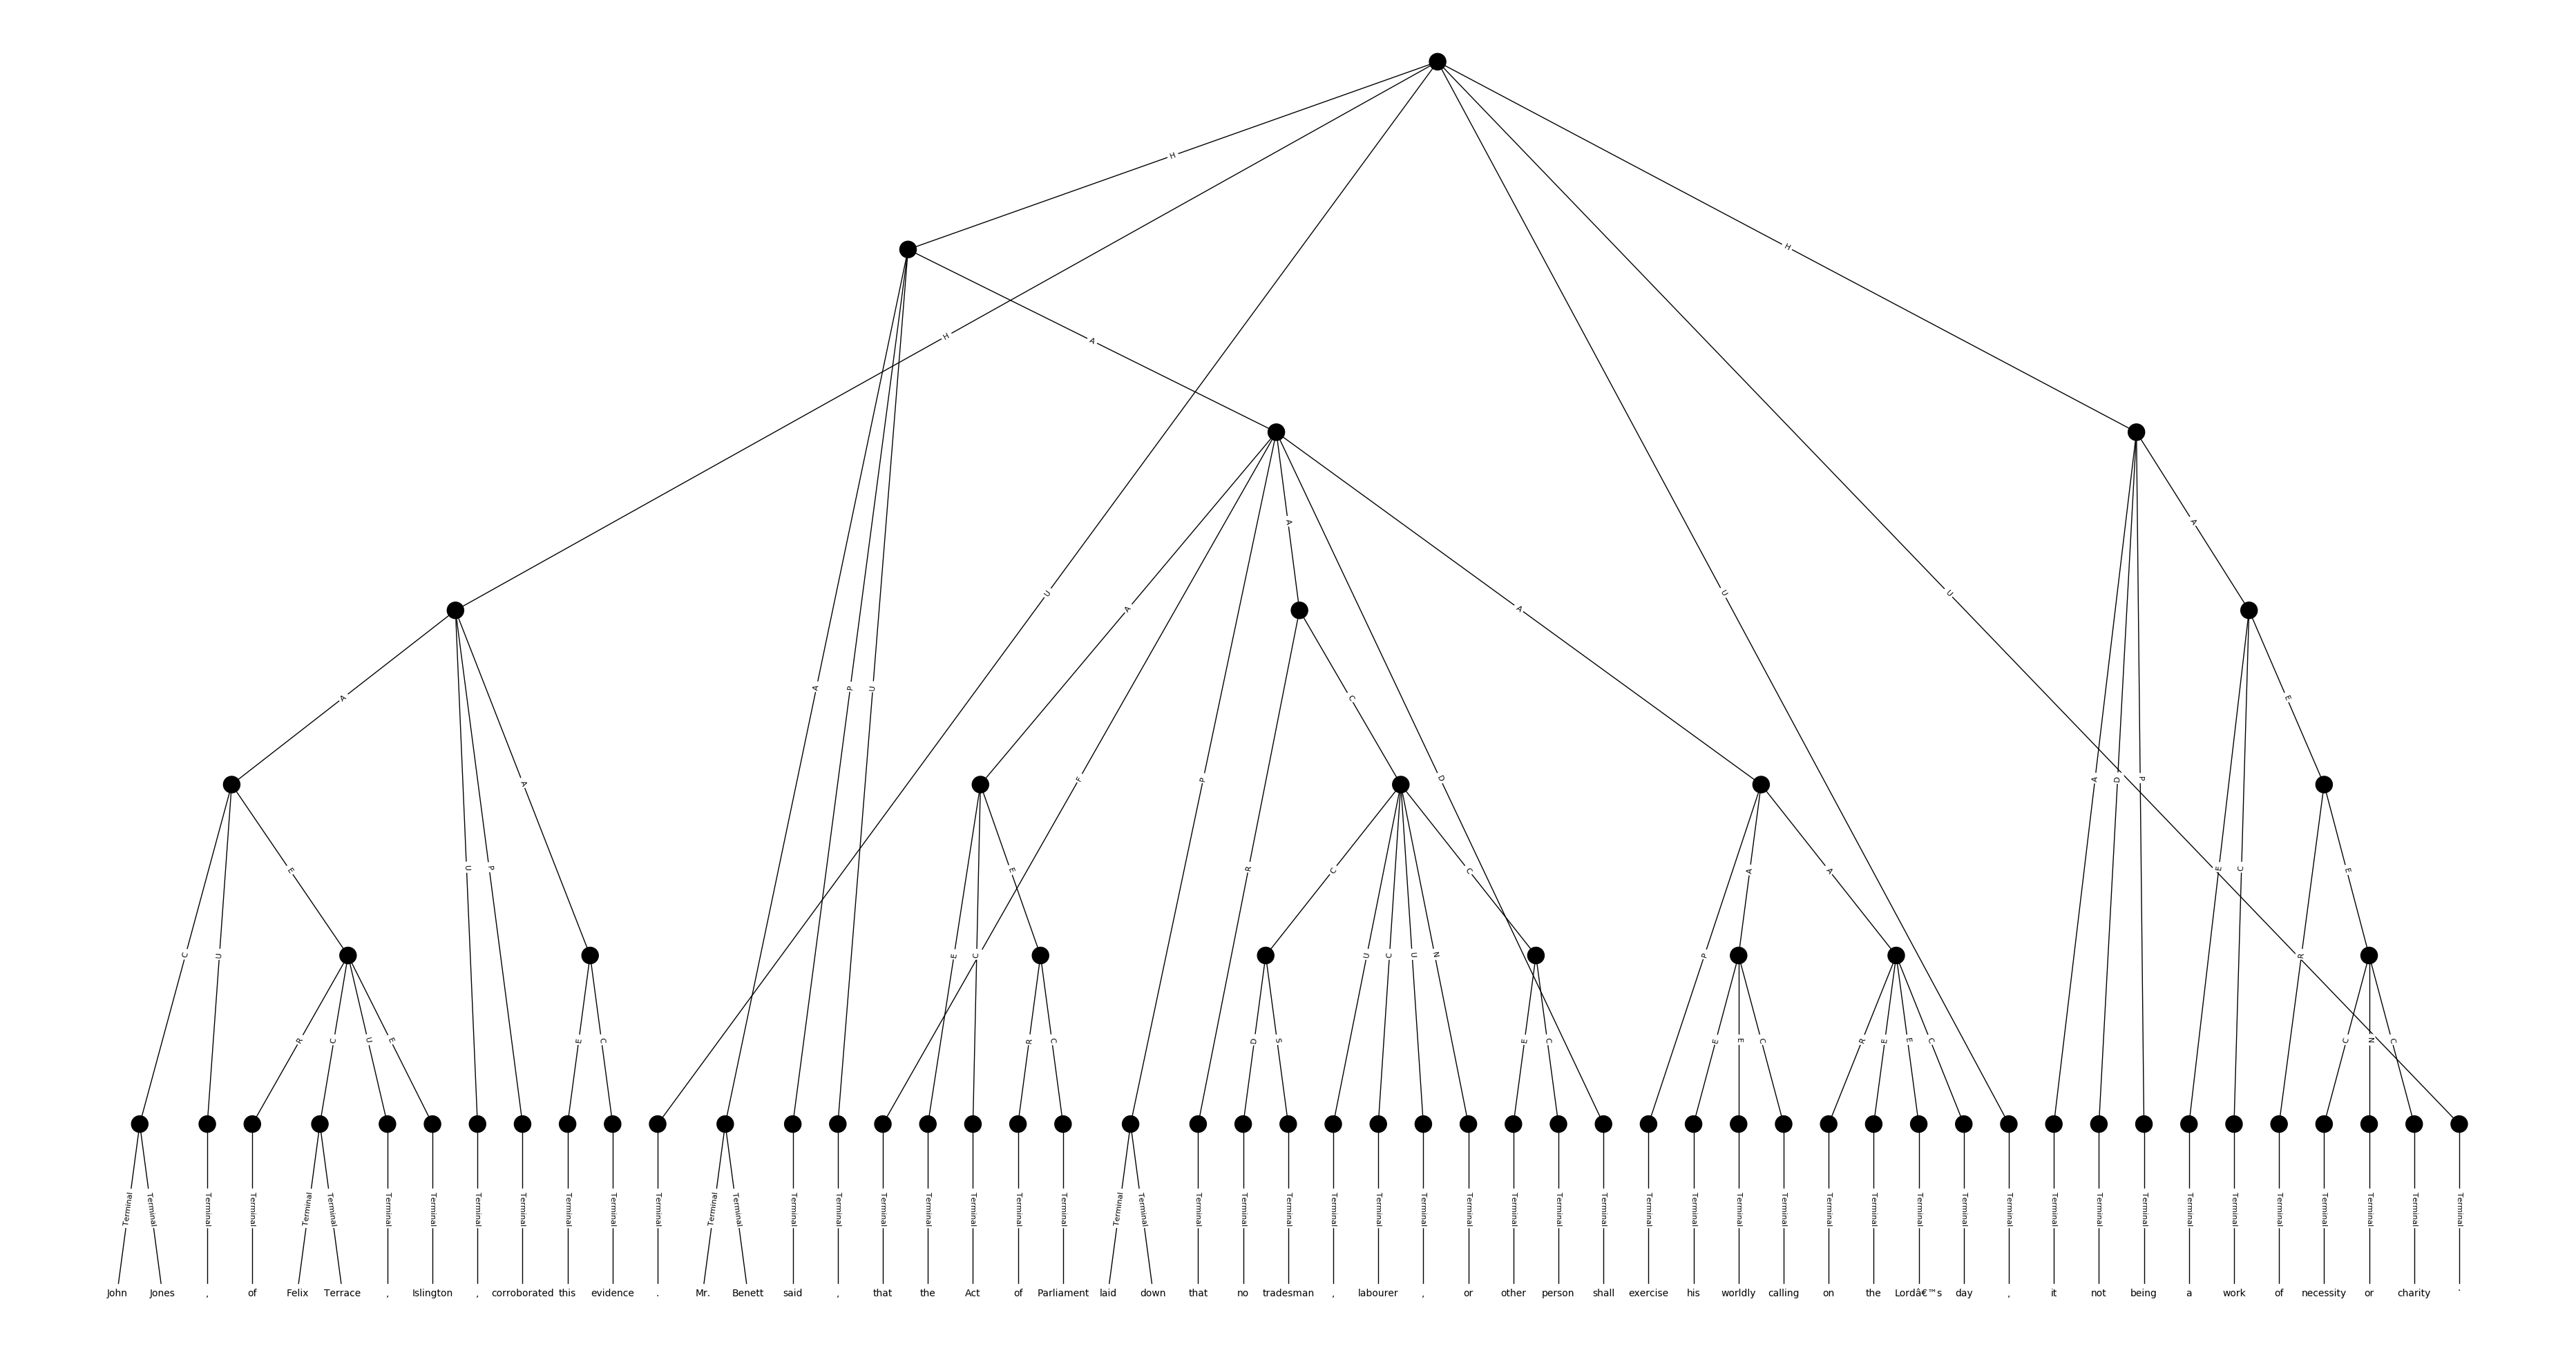 H
H
H A
A A
U U U
A A
A P U
A C E
A F P D A D P
E U P E R C C A A E C E
C U E C U C U N P R
R C U E E C R C D S E C E E C R E E C C N C
Terminal Terminal Terminal Terminal Terminal Terminal Terminal Terminal Terminal Terminal Terminal Terminal Terminal Terminal Terminal Terminal Terminal Terminal Terminal Terminal Terminal Terminal Terminal Terminal Terminal Terminal Terminal Terminal Terminal Terminal Terminal Terminal Terminal Terminal Terminal Terminal Terminal Terminal Terminal Terminal Terminal Terminal Terminal Terminal Terminal Terminal Terminal Terminal Terminal Terminal Terminal Terminal Terminal
John Jones , of Felix Terrace , Islington , corroborated this evidence . Mr. Benett said , that the Act of Parliament laid down that no tradesman , labourer , or other person shall exercise his worldly calling on the Lordâ€™s day , it not being a work of necessity or charity '